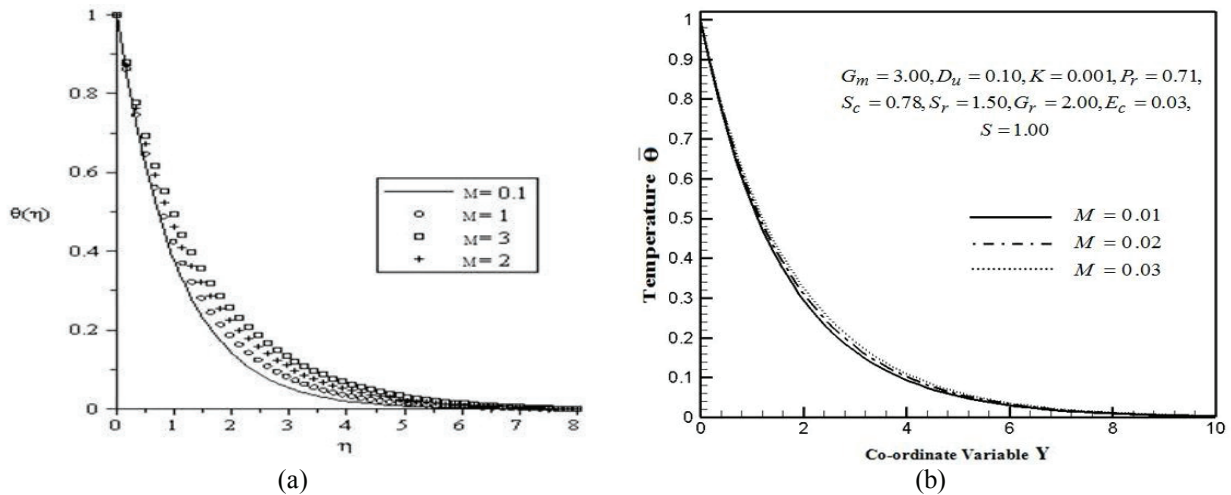 1
0.8
0.6
0.4
0.2
0
θ(η)
M= 0.1
M= 1
M= 3
M= 2
0 1 2 3 4 5 6 7 8
η
(a)
1
0.9
0.8
0.7
0.6
0.5
0.4
0.3
0.2
0.1
0
Temperature θ̄
G_m = 3.00, D_u = 0.10, K = 0.001, P_r = 0.71,
S_c = 0.78, S_r = 1.50, G_r = 2.00, E_c = 0.03,
S = 1.00
M = 0.01
M = 0.02
M = 0.03
0 2 4 6 8 10
Co-ordinate Variable Y
(b)